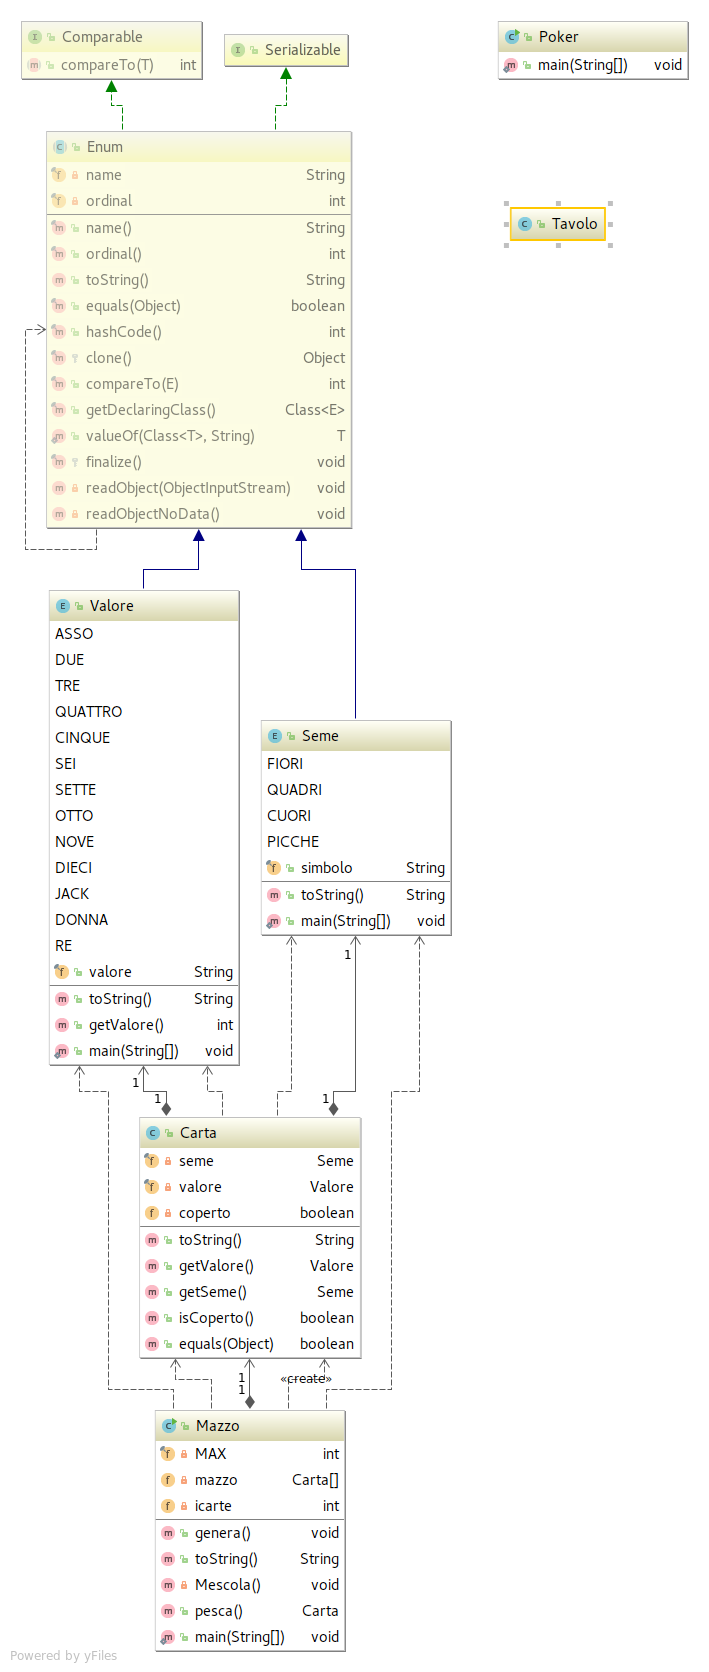 Comparable
compareTo(T) int
Serializable
Poker
main(String[]) void
Tavolo
Enum
name String
ordinal int
name() String
ordinal() int
toString() String
equals(Object) boolean
hashCode() int
clone() Object
compareTo(E) int
getDeclaringClass() Class<E>
valueOf(Class<T>, String) T
finalize() void
readObject(ObjectInputStream) void
readObjectNoData() void
Valore
ASSO
DUE
TRE
QUATTRO
CINQUE
SEI
SETTE
OTTO
NOVE
DIECI
JACK
DONNA
RE
valore String
toString() String
getValore() int
main(String[]) void
Seme
FIORI
QUADRI
CUORI
PICCHE
simbolo String
toString() String
main(String[]) void
1
1
1
1
Carta
seme Seme
valore Valore
coperto boolean
toString() String
getValore() Valore
getSeme() Seme
isCoperto() boolean
equals(Object) boolean
1
1
«create»
Mazzo
MAX int
mazzo Carta[]
icarte int
genera() void
toString() String
Mescola() void
pesca() Carta
main(String[]) void
Powered by yFiles